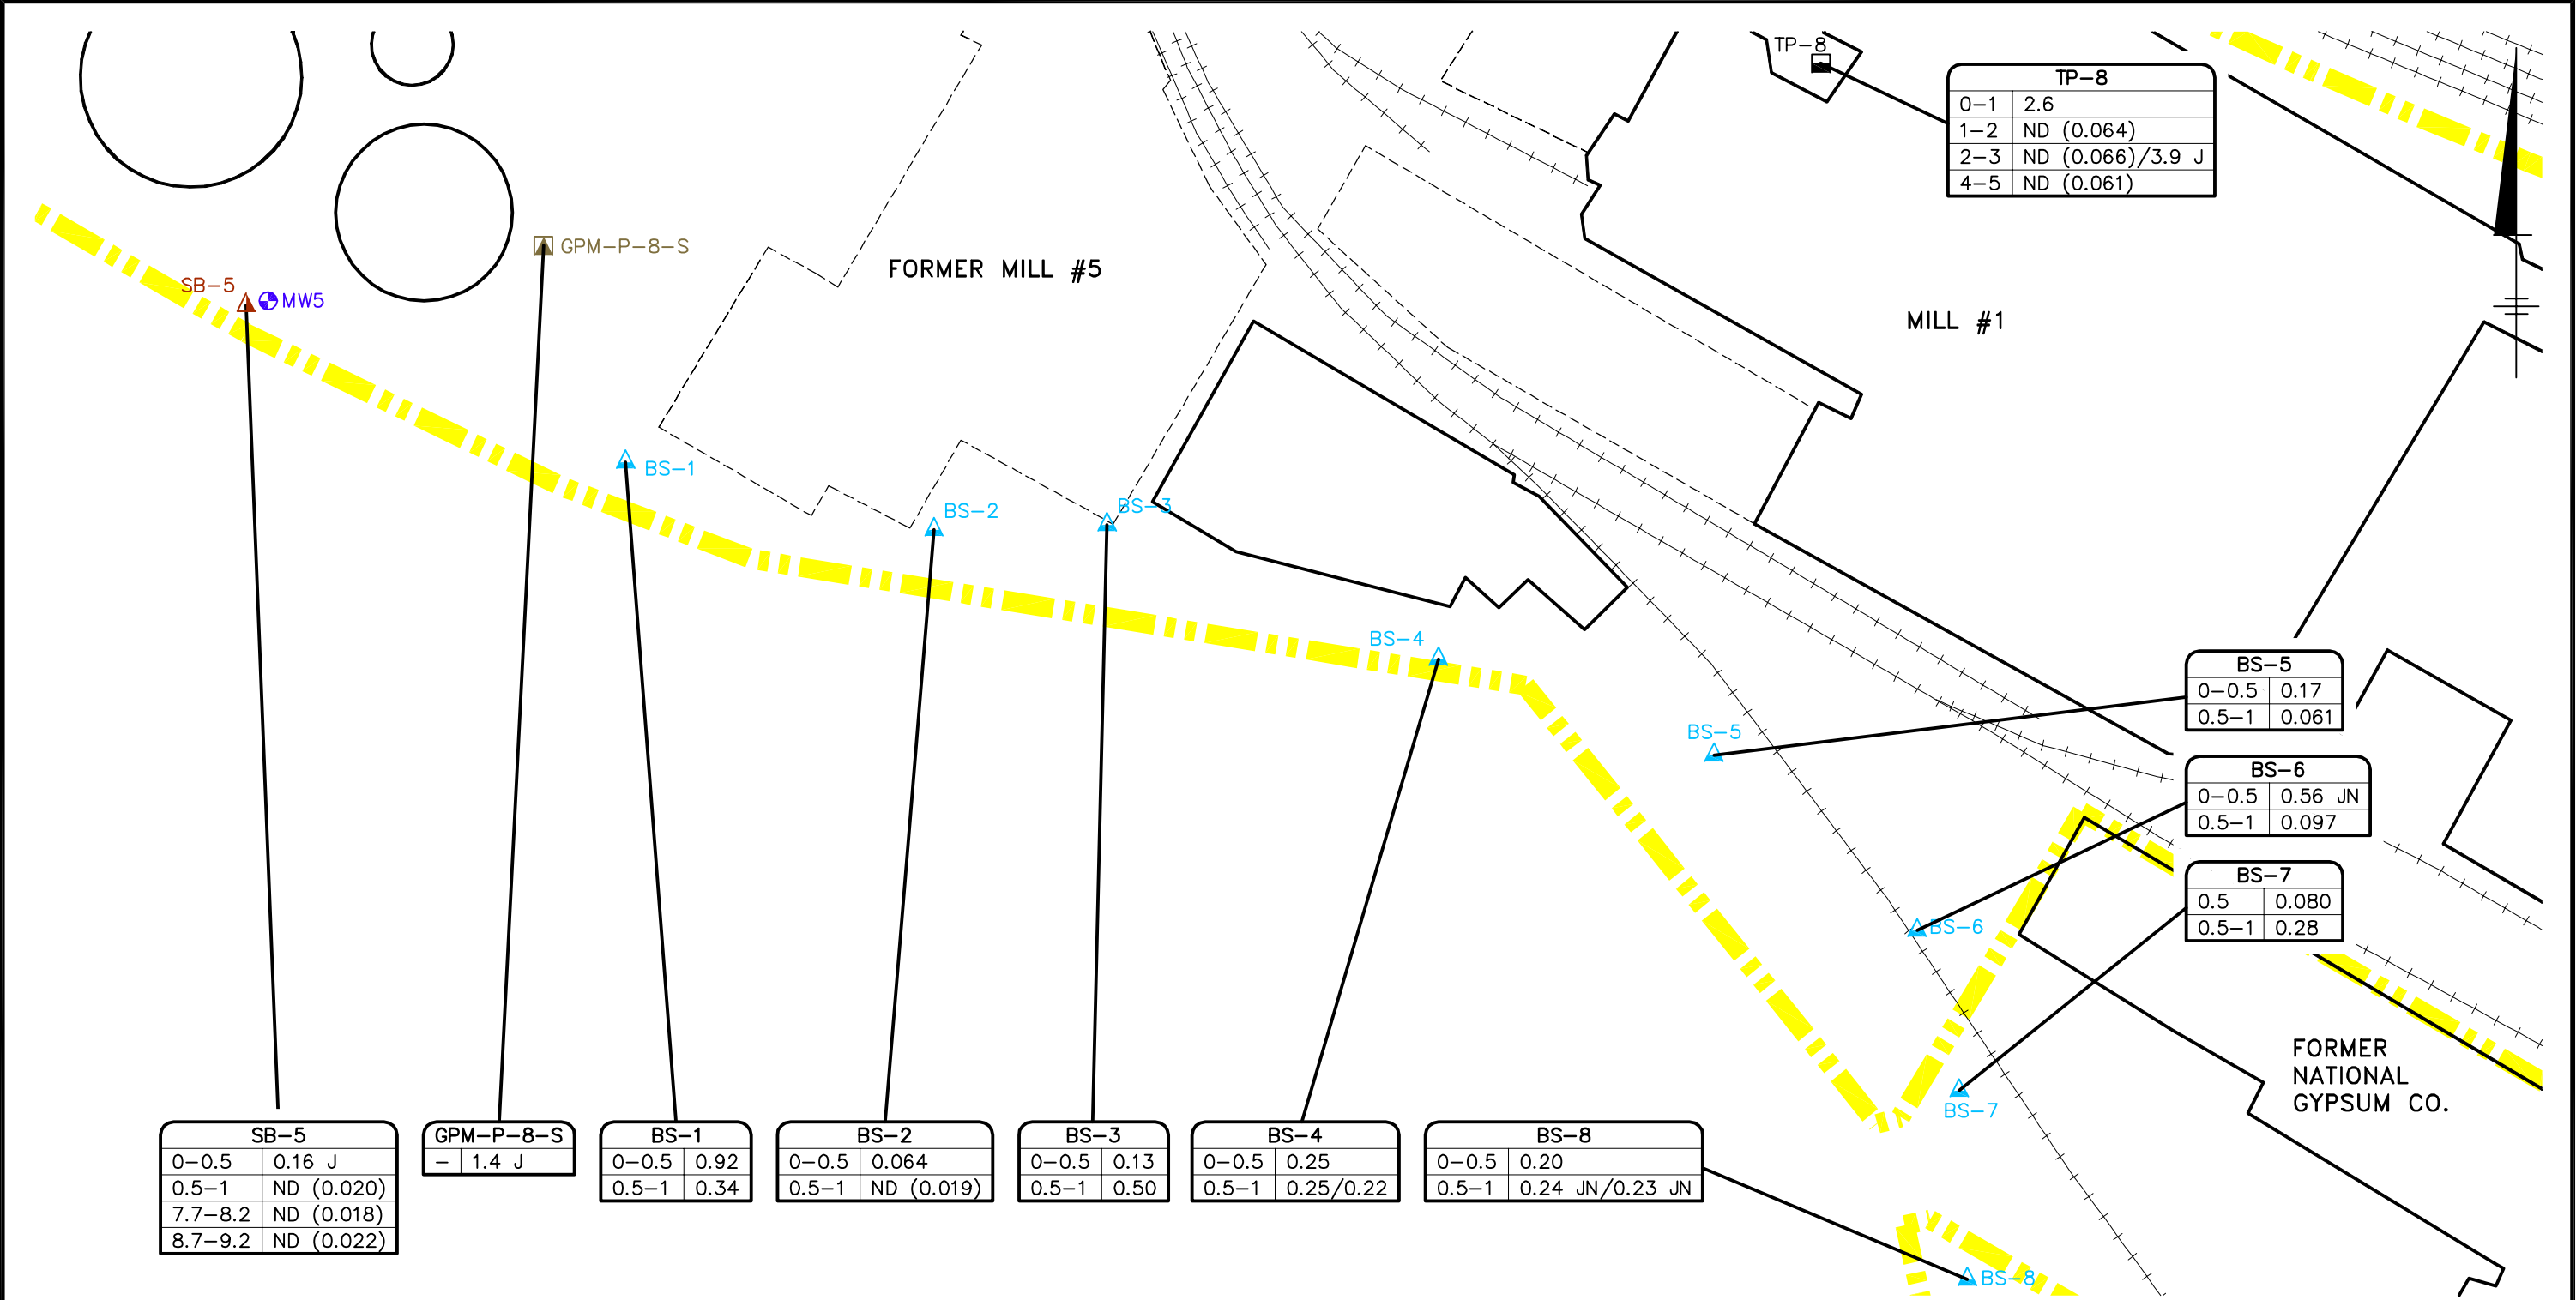 TP-8
TP-8
0-1 2.6
1-2 ND (0.064)
2-3 ND (0.066)/3.9 J
4-5 ND (0.061)
GPM-P-8-S
FORMER MILL #5
SB-5
MW5
MILL #1
BS-1
BS-2
BS-3
BS-4
BS-5
BS-5
0-0.5 0.17
0.5-1 0.061
BS-6
0-0.5 0.56 JN
0.5-1 0.097
BS-7
0.5 0.080
0.5-1 0.28
BS-6
FORMER
NATIONAL
GYPSUM CO.
BS-7
SB-5
0-0.5 0.16 J
0.5-1 ND (0.020)
7.7-8.2 ND (0.018)
8.7-9.2 ND (0.022)
GPM-P-8-S
- 1.4 J
BS-1
0-0.5 0.92
0.5-1 0.34
BS-2
0-0.5 0.064
0.5-1 ND (0.019)
BS-3
0-0.5 0.13
0.5-1 0.50
BS-4
0-0.5 0.25
0.5-1 0.25/0.22
BS-8
0-0.5 0.20
0.5-1 0.24 JN/0.23 JN
BS-8